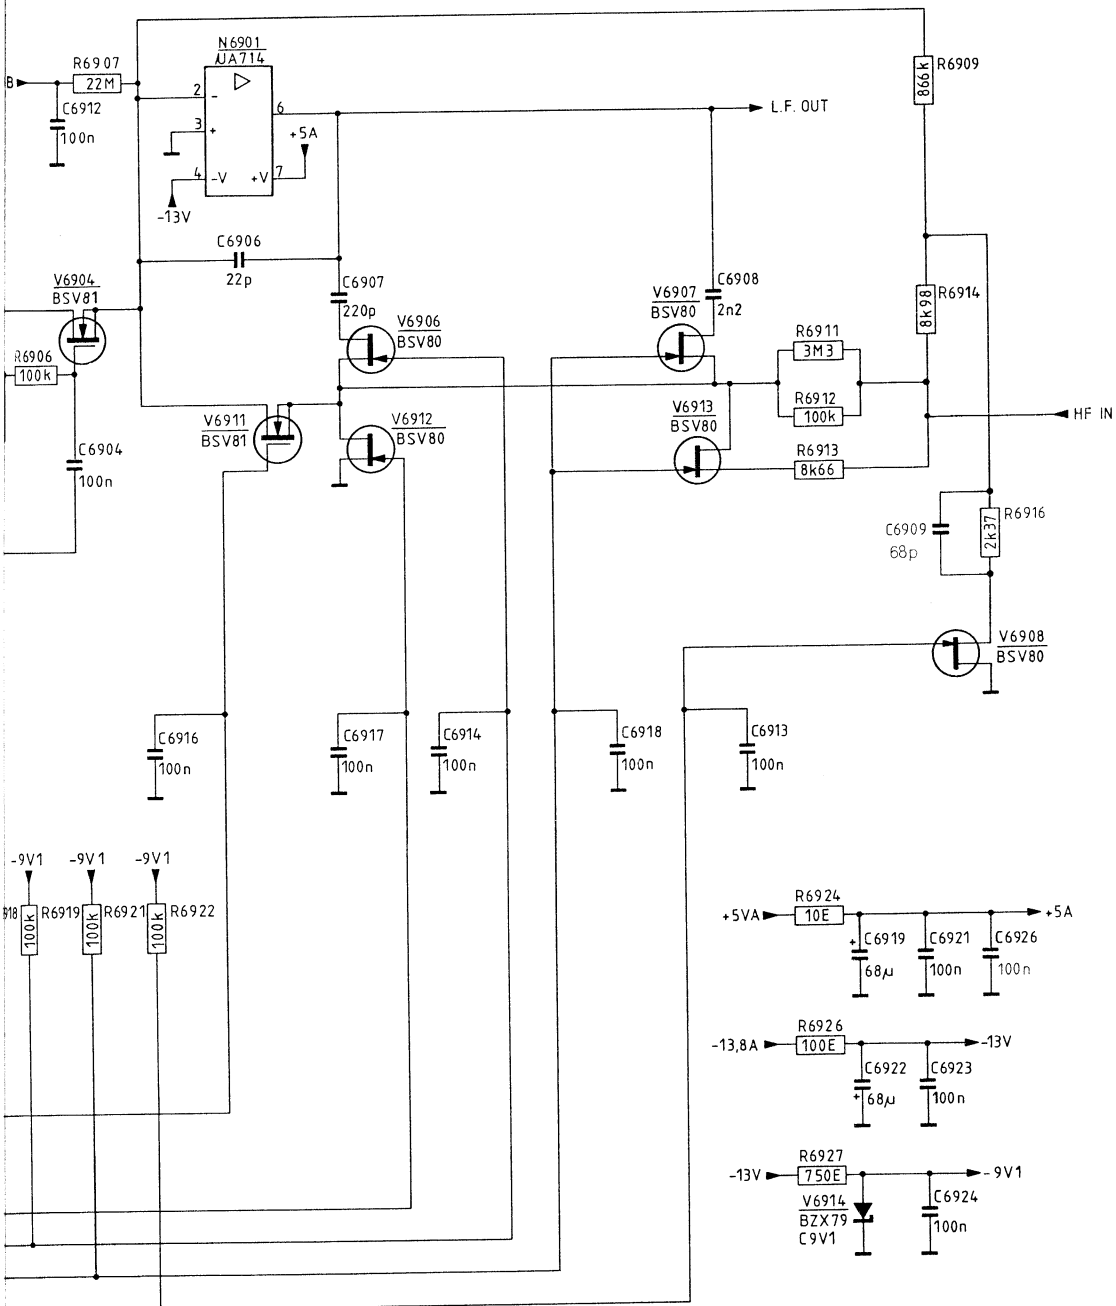 N6901
µA714
R6907
22M
B
C6912
100n
2
-
3
+
4
-V
+V
6
7
+5A
-13V
L.F. OUT
866k
R6909
C6906
22p
V6904
BSV81
C6907
220p
V6906
BSV80
V6907
BSV80
C6908
2n2
8k98
R6914
R6911
3M3
R6906
100k
R6912
100k
HF IN
V6911
BSV81
V6912
BSV80
V6913
BSV80
R6913
8k66
C6904
100n
C6909
68p
2k37
R6916
V6908
BSV80
C6916
100n
C6917
100n
C6914
100n
C6918
100n
C6913
100n
-9V1
-9V1
-9V1
918
100k
R6919
100k
R6921
100k
R6922
+5VA
R6924
10E
+5A
+
C6919
68µ
C6921
100n
C6926
100n
-13,8A
R6926
100E
-13V
C6922
+
68µ
C6923
100n
-13V
R6927
750E
-9V1
V6914
BZX79
C9V1
C6924
100n